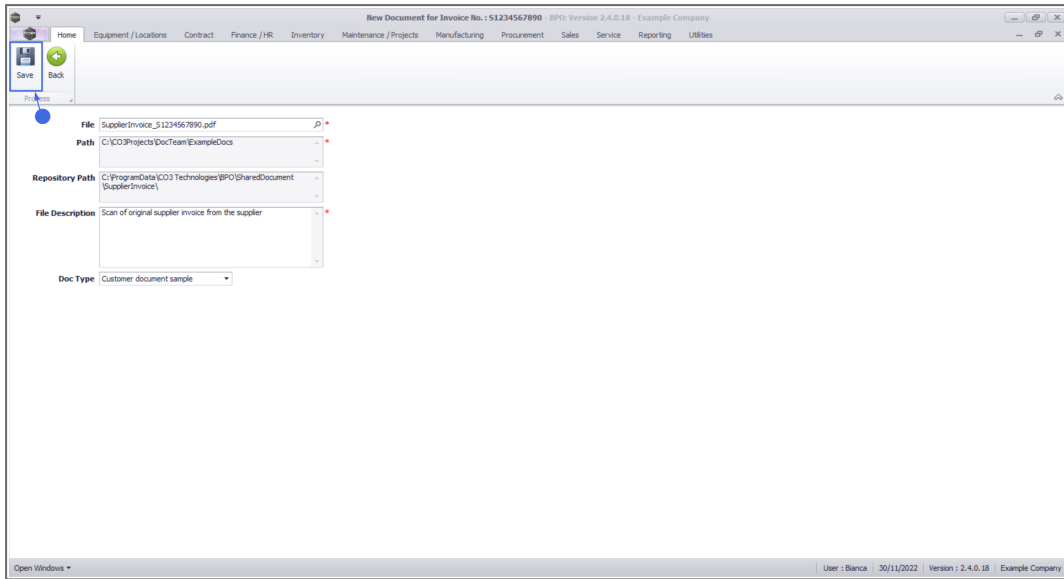 New Document for Invoice No. : S1234567890 - BPO: Version 2.4.0.18 - Example Company
Home Equipment / Locations Contract Finance / HR Inventory Maintenance / Projects Manufacturing Procurement Sales Service Reporting Utilities
Save Back
Process
File SupplierInvoice_S1234567890.pdf *
Path C:\CO3Projects\DocTeam\ExampleDocs *
Repository Path C:\ProgramData\CO3 Technologies\BPO\SharedDocument
\SupplierInvoice\
File Description Scan of original supplier invoice from the supplier *
Doc Type Customer document sample
Open Windows User : Bianca 30/11/2022 Version : 2.4.0.18 Example Company